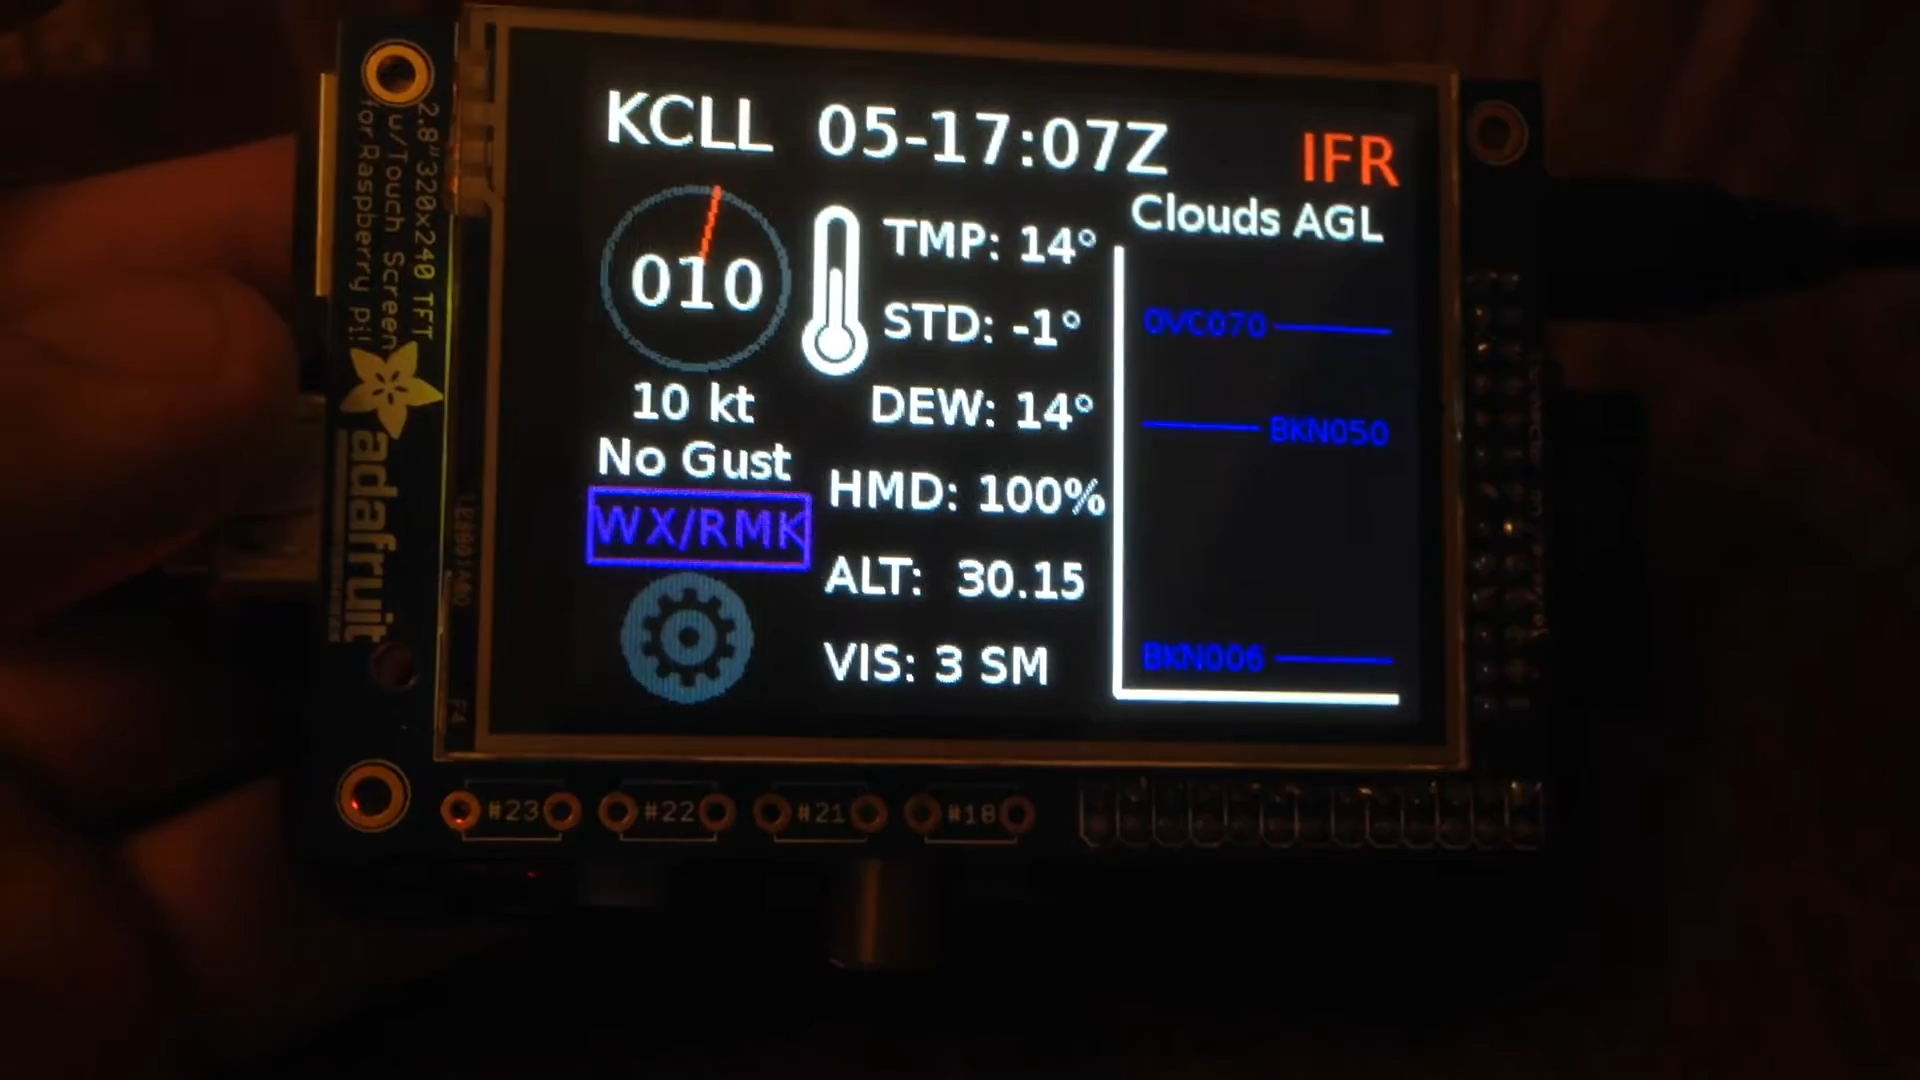 KCLL 05-17:07Z IFR
010
10 kt
No Gust
WX/RMK
TMP: 14°
STD: -1°
DEW: 14°
HMD: 100%
ALT: 30.15
VIS: 3 SM
Clouds AGL
OVC070
BKN050
BKN006
2.8" 320x240 TFT
w/Touch Screen
for Raspberry Pi!
adafruit
#23
#22
#21
#18